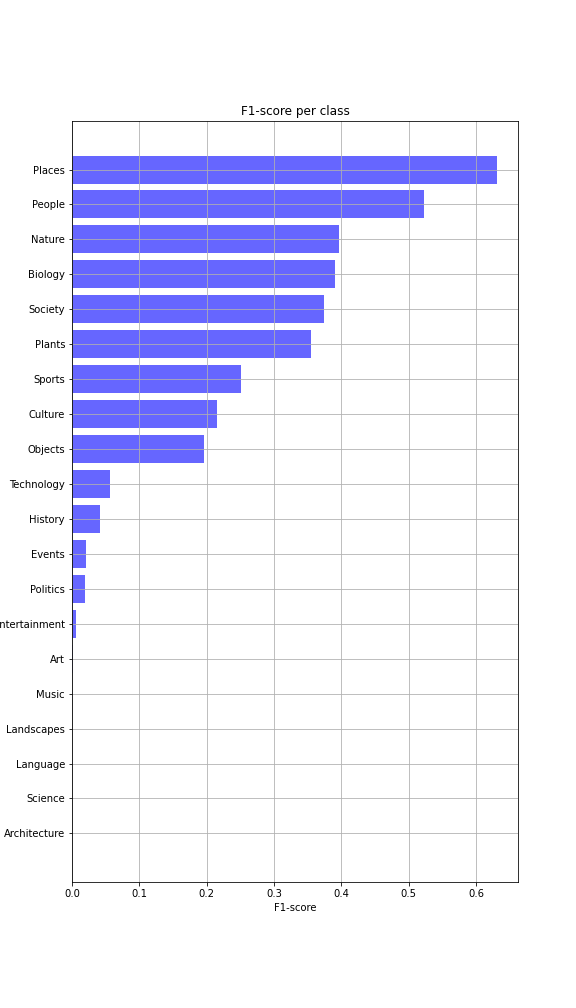 F1-score per class
Places
People
Nature
Biology
Society
Plants
Sports
Culture
Objects
Technology
History
Events
Politics
ntertainment
Art
Music
Landscapes
Language
Science
Architecture
0.0 0.1 0.2 0.3 0.4 0.5 0.6
F1-score